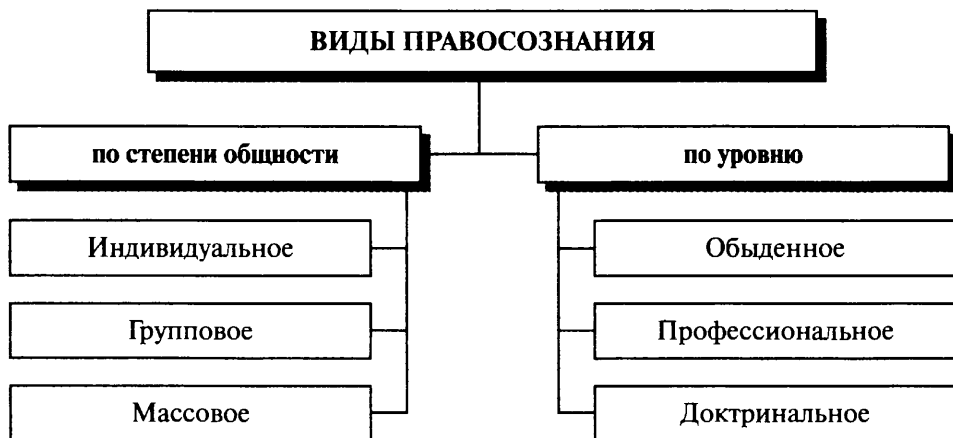 ВИДЫ ПРАВОСОЗНАНИЯ
по степени общности
Индивидуальное
Групповое
Массовое
по уровню
Обыденное
Профессиональное
Доктринальное